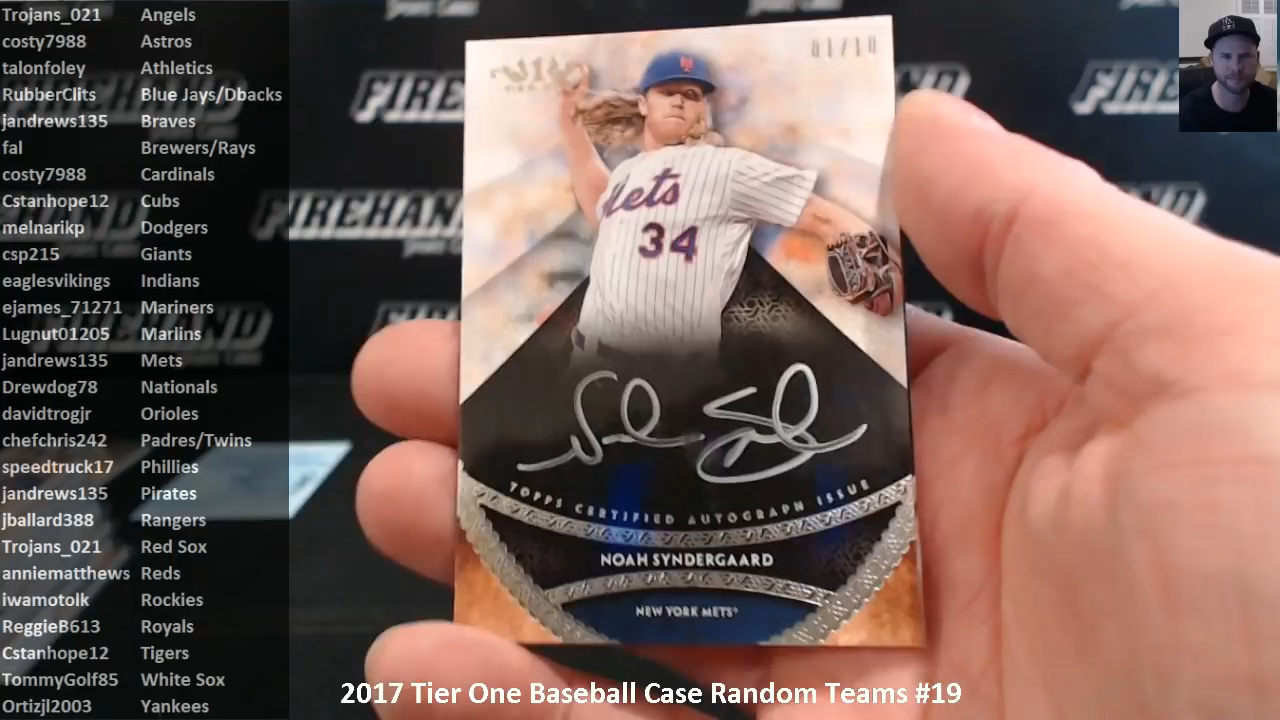 Trojans_021 Angels
costy7988 Astros
talonfoley Athletics
RubberClits Blue Jays/Dbacks
jandrews135 Braves
fal Brewers/Rays
costy7988 Cardinals
Cstanhope12 Cubs
melnarikp Dodgers
csp215 Giants
eaglesvikings Indians
ejames_71271 Mariners
Lugnut01205 Marlins
jandrews135 Mets
Drewdog78 Nationals
davidtrogjr Orioles
chefchris242 Padres/Twins
speedtruck17 Phillies
jandrews135 Pirates
jballard388 Rangers
Trojans_021 Red Sox
anniematthews Reds
iwamotolk Rockies
ReggieB613 Royals
Cstanhope12 Tigers
TommyGolf85 White Sox
Ortizjl2003 Yankees
01/10
Mets
34
TOPPS CERTIFIED AUTOGRAPH ISSUE
NOAH SYNDERGAARD
NEW YORK METS
FIREHAND
2017 Tier One Baseball Case Random Teams #19